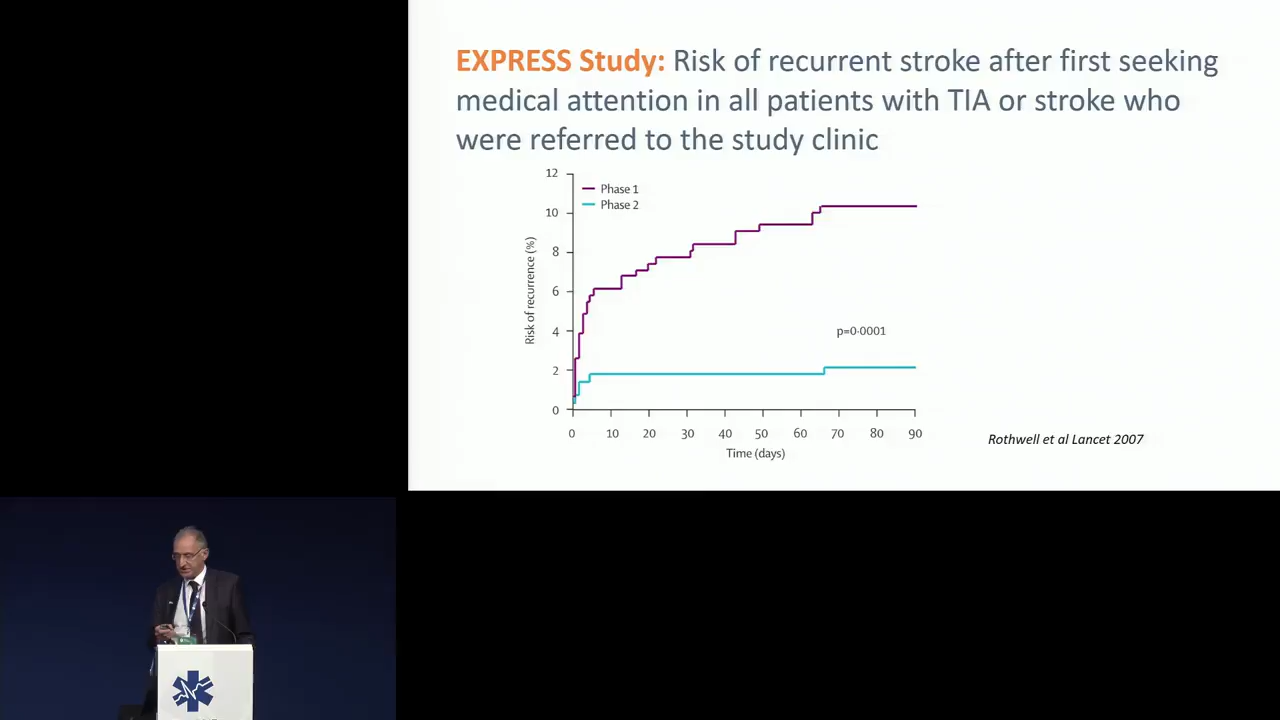 EXPRESS Study: Risk of recurrent stroke after first seeking
medical attention in all patients with TIA or stroke who
were referred to the study clinic
12
10
8
6
4
2
0
Risk of recurrence (%)
Phase 1
Phase 2
p=0·0001
0 10 20 30 40 50 60 70 80 90
Time (days)
Rothwell et al Lancet 2007